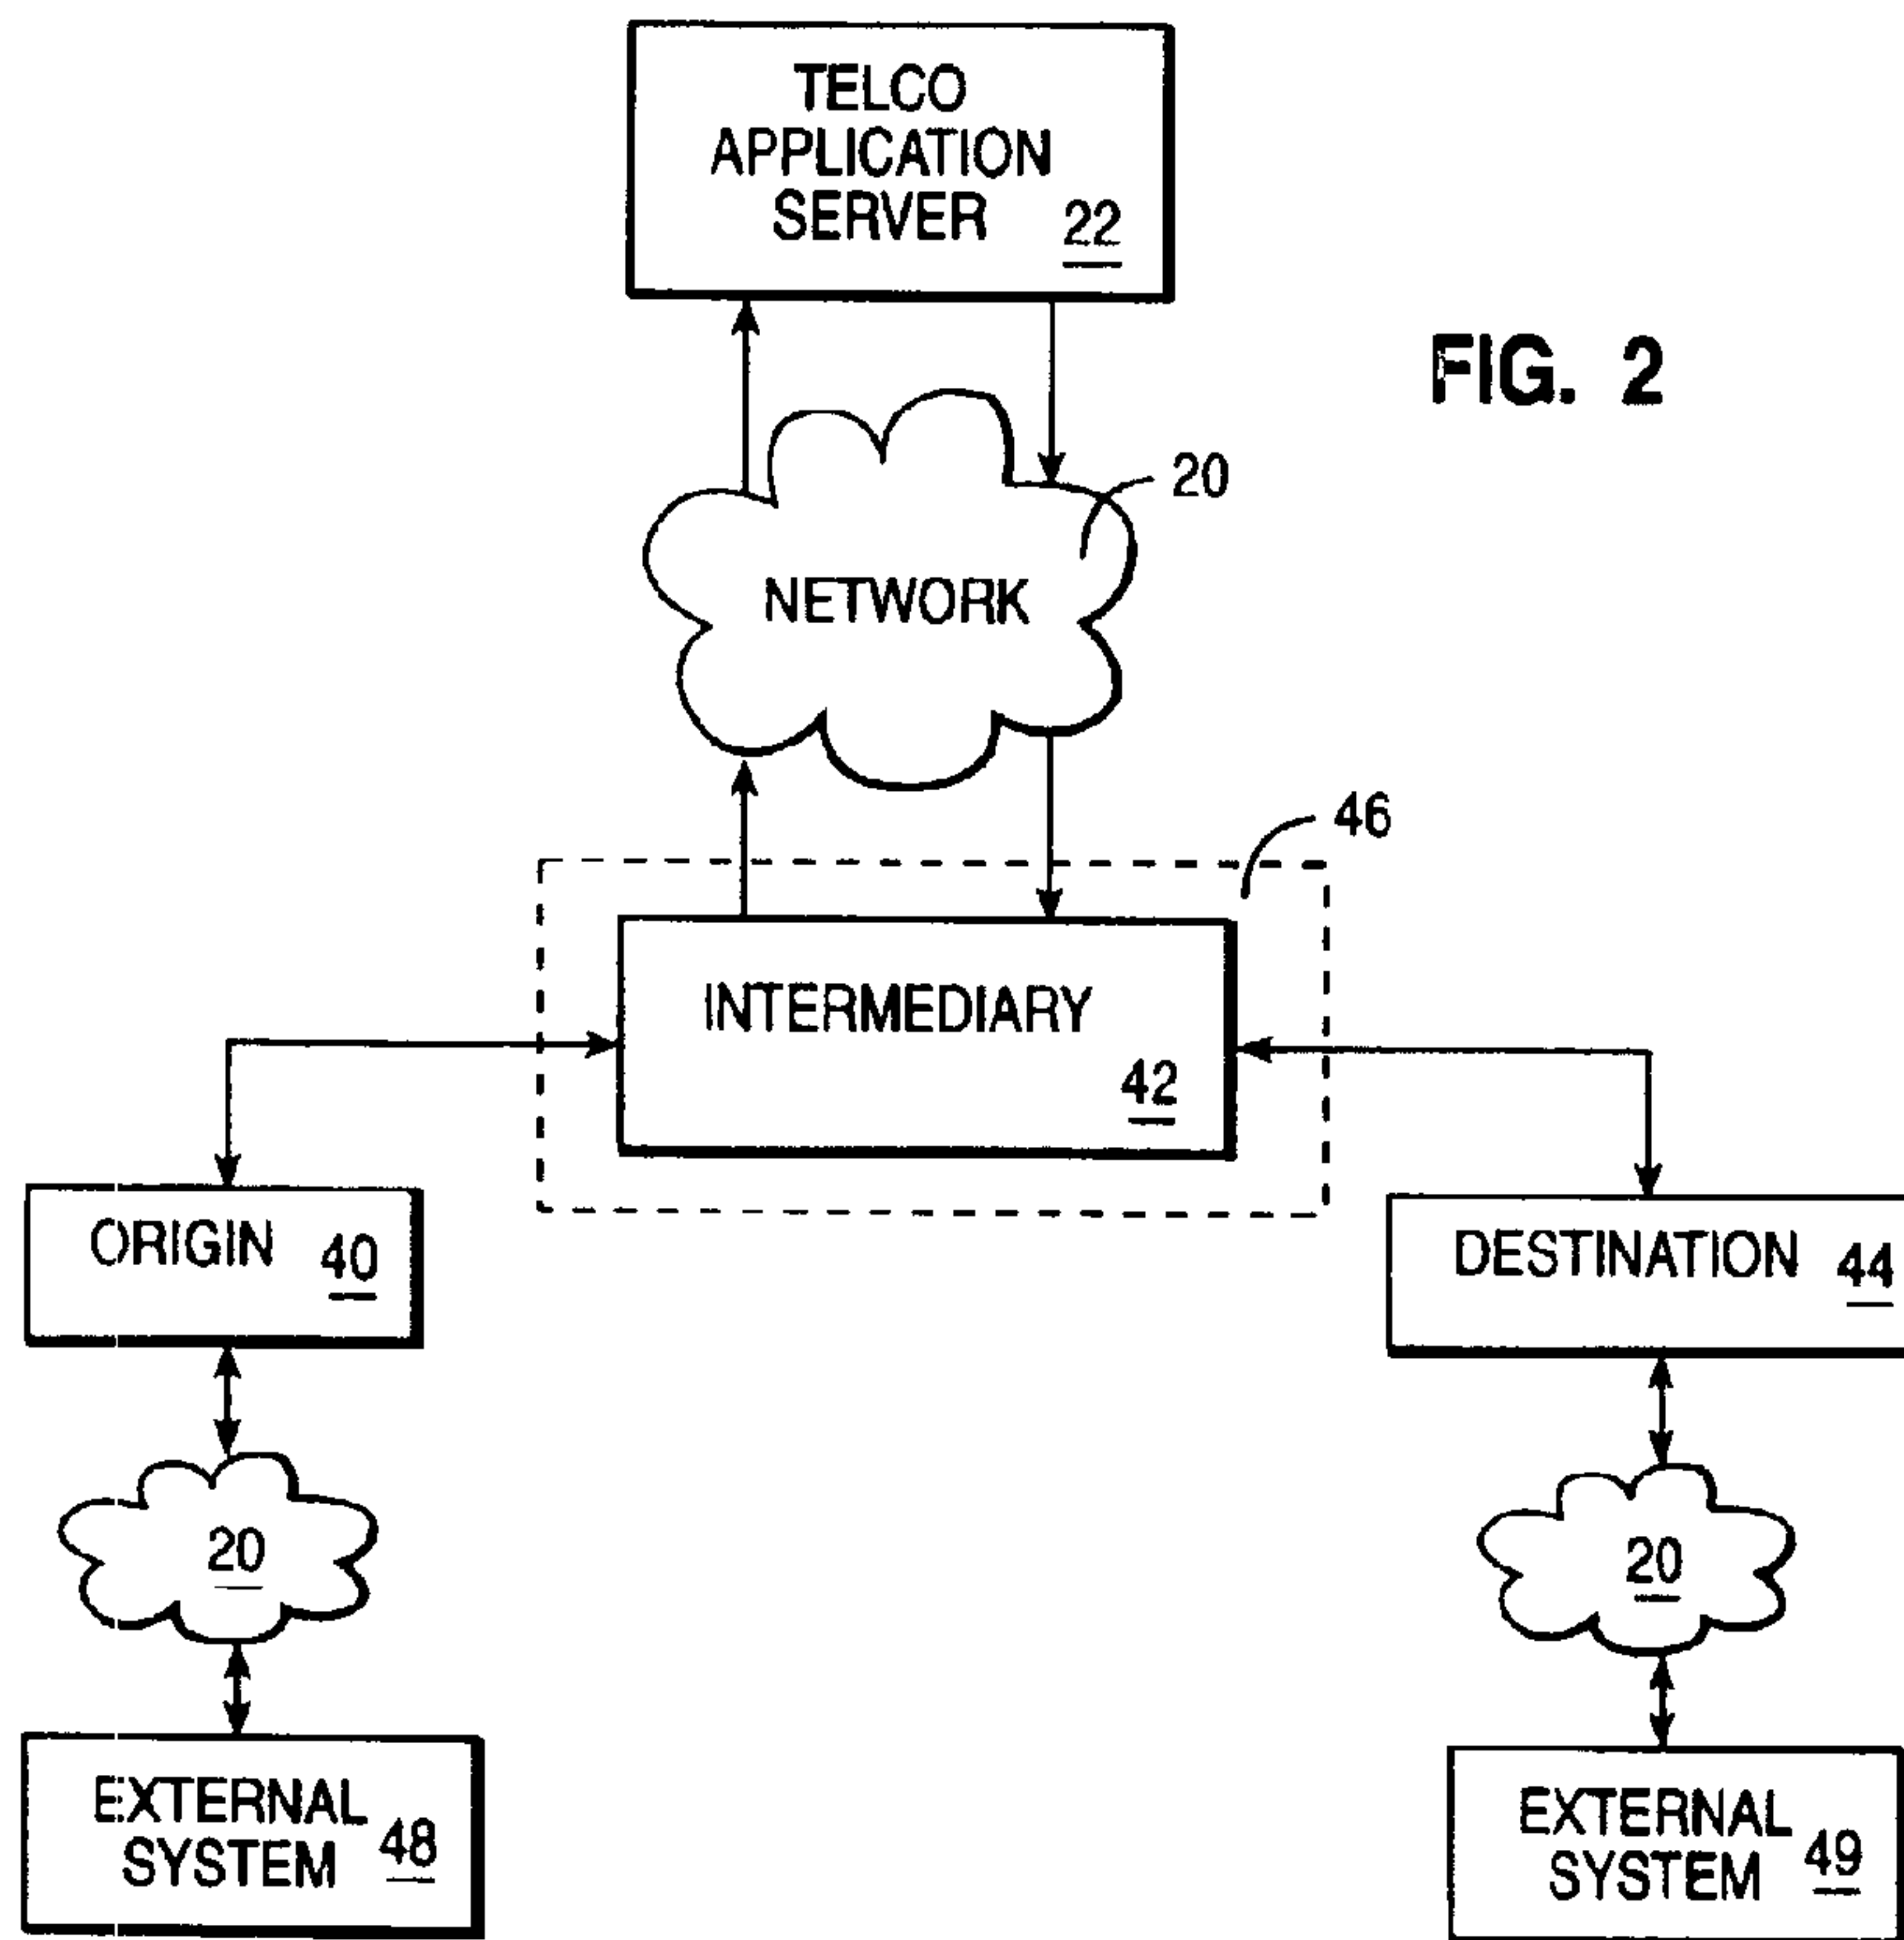 TELCO
APPLICATION
SERVER 22
FIG. 2
20
NETWORK
46
INTERMEDIARY
42
ORIGIN 40
DESTINATION 44
20
20
EXTERNAL
SYSTEM 48
EXTERNAL
SYSTEM 49